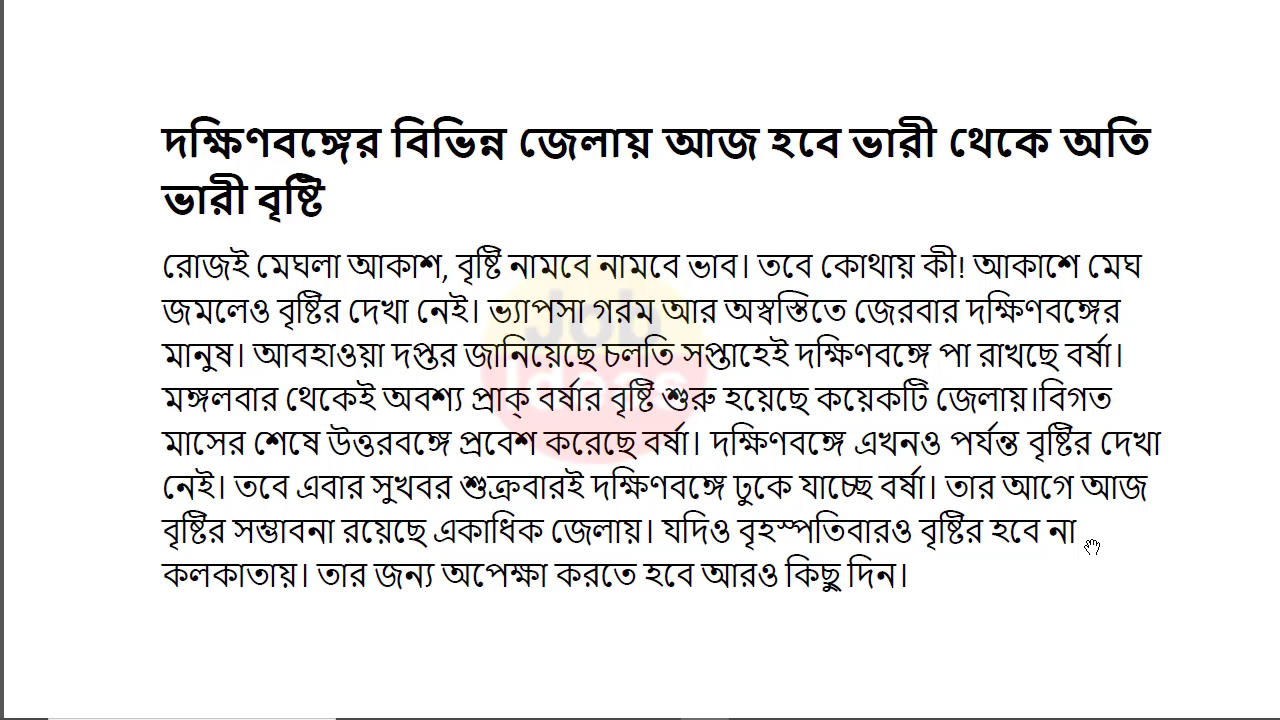 দক্ষিণবঙ্গের বিভিন্ন জেলায় আজ হবে ভারী থেকে অতি
ভারী বৃষ্টি
রোজই মেঘলা আকাশ, বৃষ্টি নামবে নামবে ভাব। তবে কোথায় কী! আকাশে মেঘ
জমলেও বৃষ্টির দেখা নেই। ভ্যাপসা গরম আর অস্বস্তিতে জেরবার দক্ষিণবঙ্গের
মানুষ। আবহাওয়া দপ্তর জানিয়েছে চলতি সপ্তাহেই দক্ষিণবঙ্গে পা রাখছে বর্ষা।
মঙ্গলবার থেকেই অবশ্য প্রাক্ বর্ষার বৃষ্টি শুরু হয়েছে কয়েকটি জেলায়।বিগত
মাসের শেষে উত্তরবঙ্গে প্রবেশ করেছে বর্ষা। দক্ষিণবঙ্গে এখনও পর্যন্ত বৃষ্টির দেখা
নেই। তবে এবার সুখবর শুক্রবারই দক্ষিণবঙ্গে ঢুকে যাচ্ছে বর্ষা। তার আগে আজ
বৃষ্টির সম্ভাবনা রয়েছে একাধিক জেলায়। যদিও বৃহস্পতিবারও বৃষ্টির হবে না
কলকাতায়। তার জন্য অপেক্ষা করতে হবে আরও কিছু দিন।
Job
Ideas